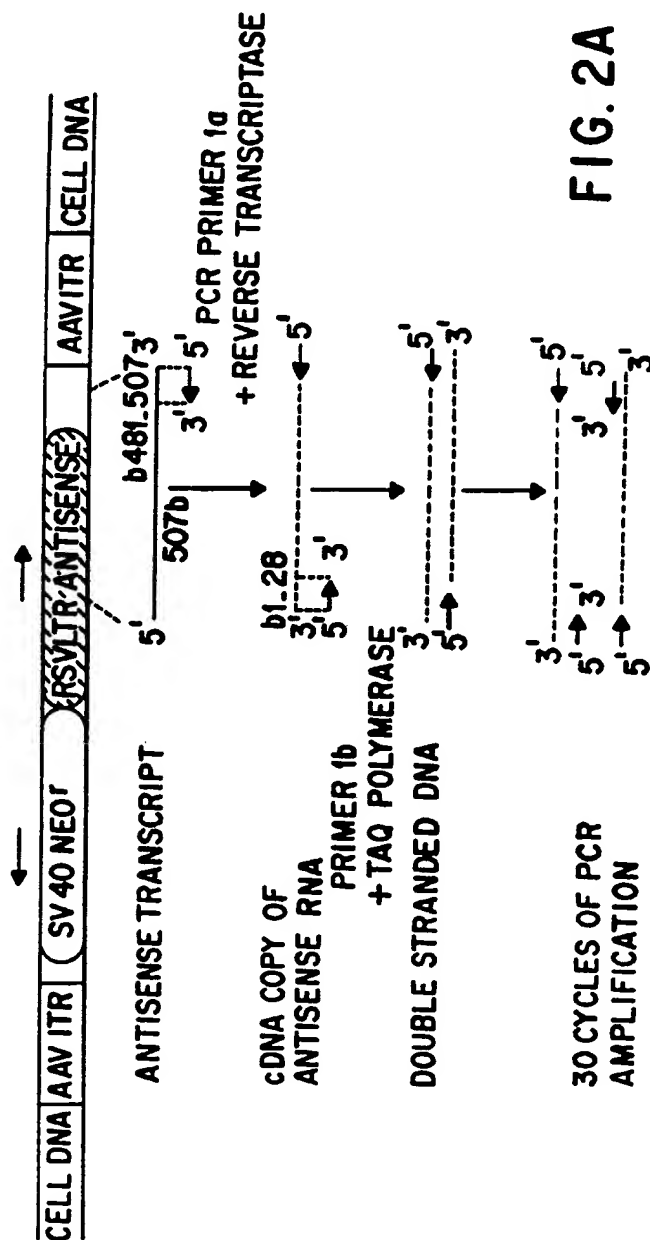 CELL DNA AAV ITR SV40 NEOr RSVLTR ANTISENSE AAV ITR CELL DNA
ANTISENSE TRANSCRIPT
5'
507b
b481-507 3'
3' 5'
PCR PRIMER 1a
+ REVERSE TRANSCRIPTASE
cDNA COPY OF
ANTISENSE RNA
b1-28
3'
5'
5' 3'
PRIMER 1b
+ TAQ POLYMERASE
DOUBLE STRANDED DNA
3' 5'
5' 3'
30 CYCLES OF PCR
AMPLIFICATION
3' 5'
5' 3' 3' 5'
5' 3'
FIG. 2A